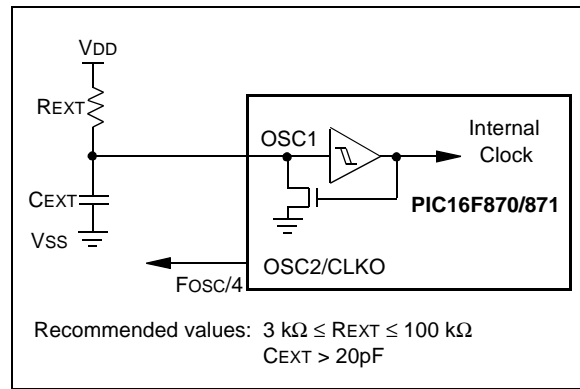 VDD
REXT
OSC1
Internal
Clock
CEXT
PIC16F870/871
VSS
OSC2/CLKO
FOSC/4
Recommended values: 3 kΩ ≤ REXT ≤ 100 kΩ
CEXT > 20pF